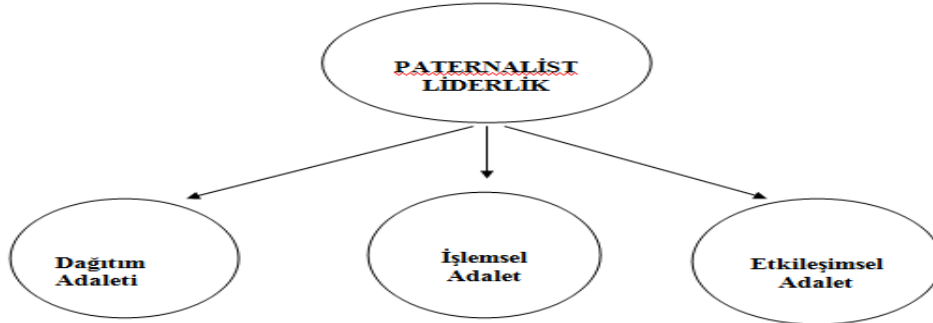 PATERNALİST
LİDERLİK
Dağıtım
Adaleti
İşlemsel
Adalet
Etkileşimsel
Adalet